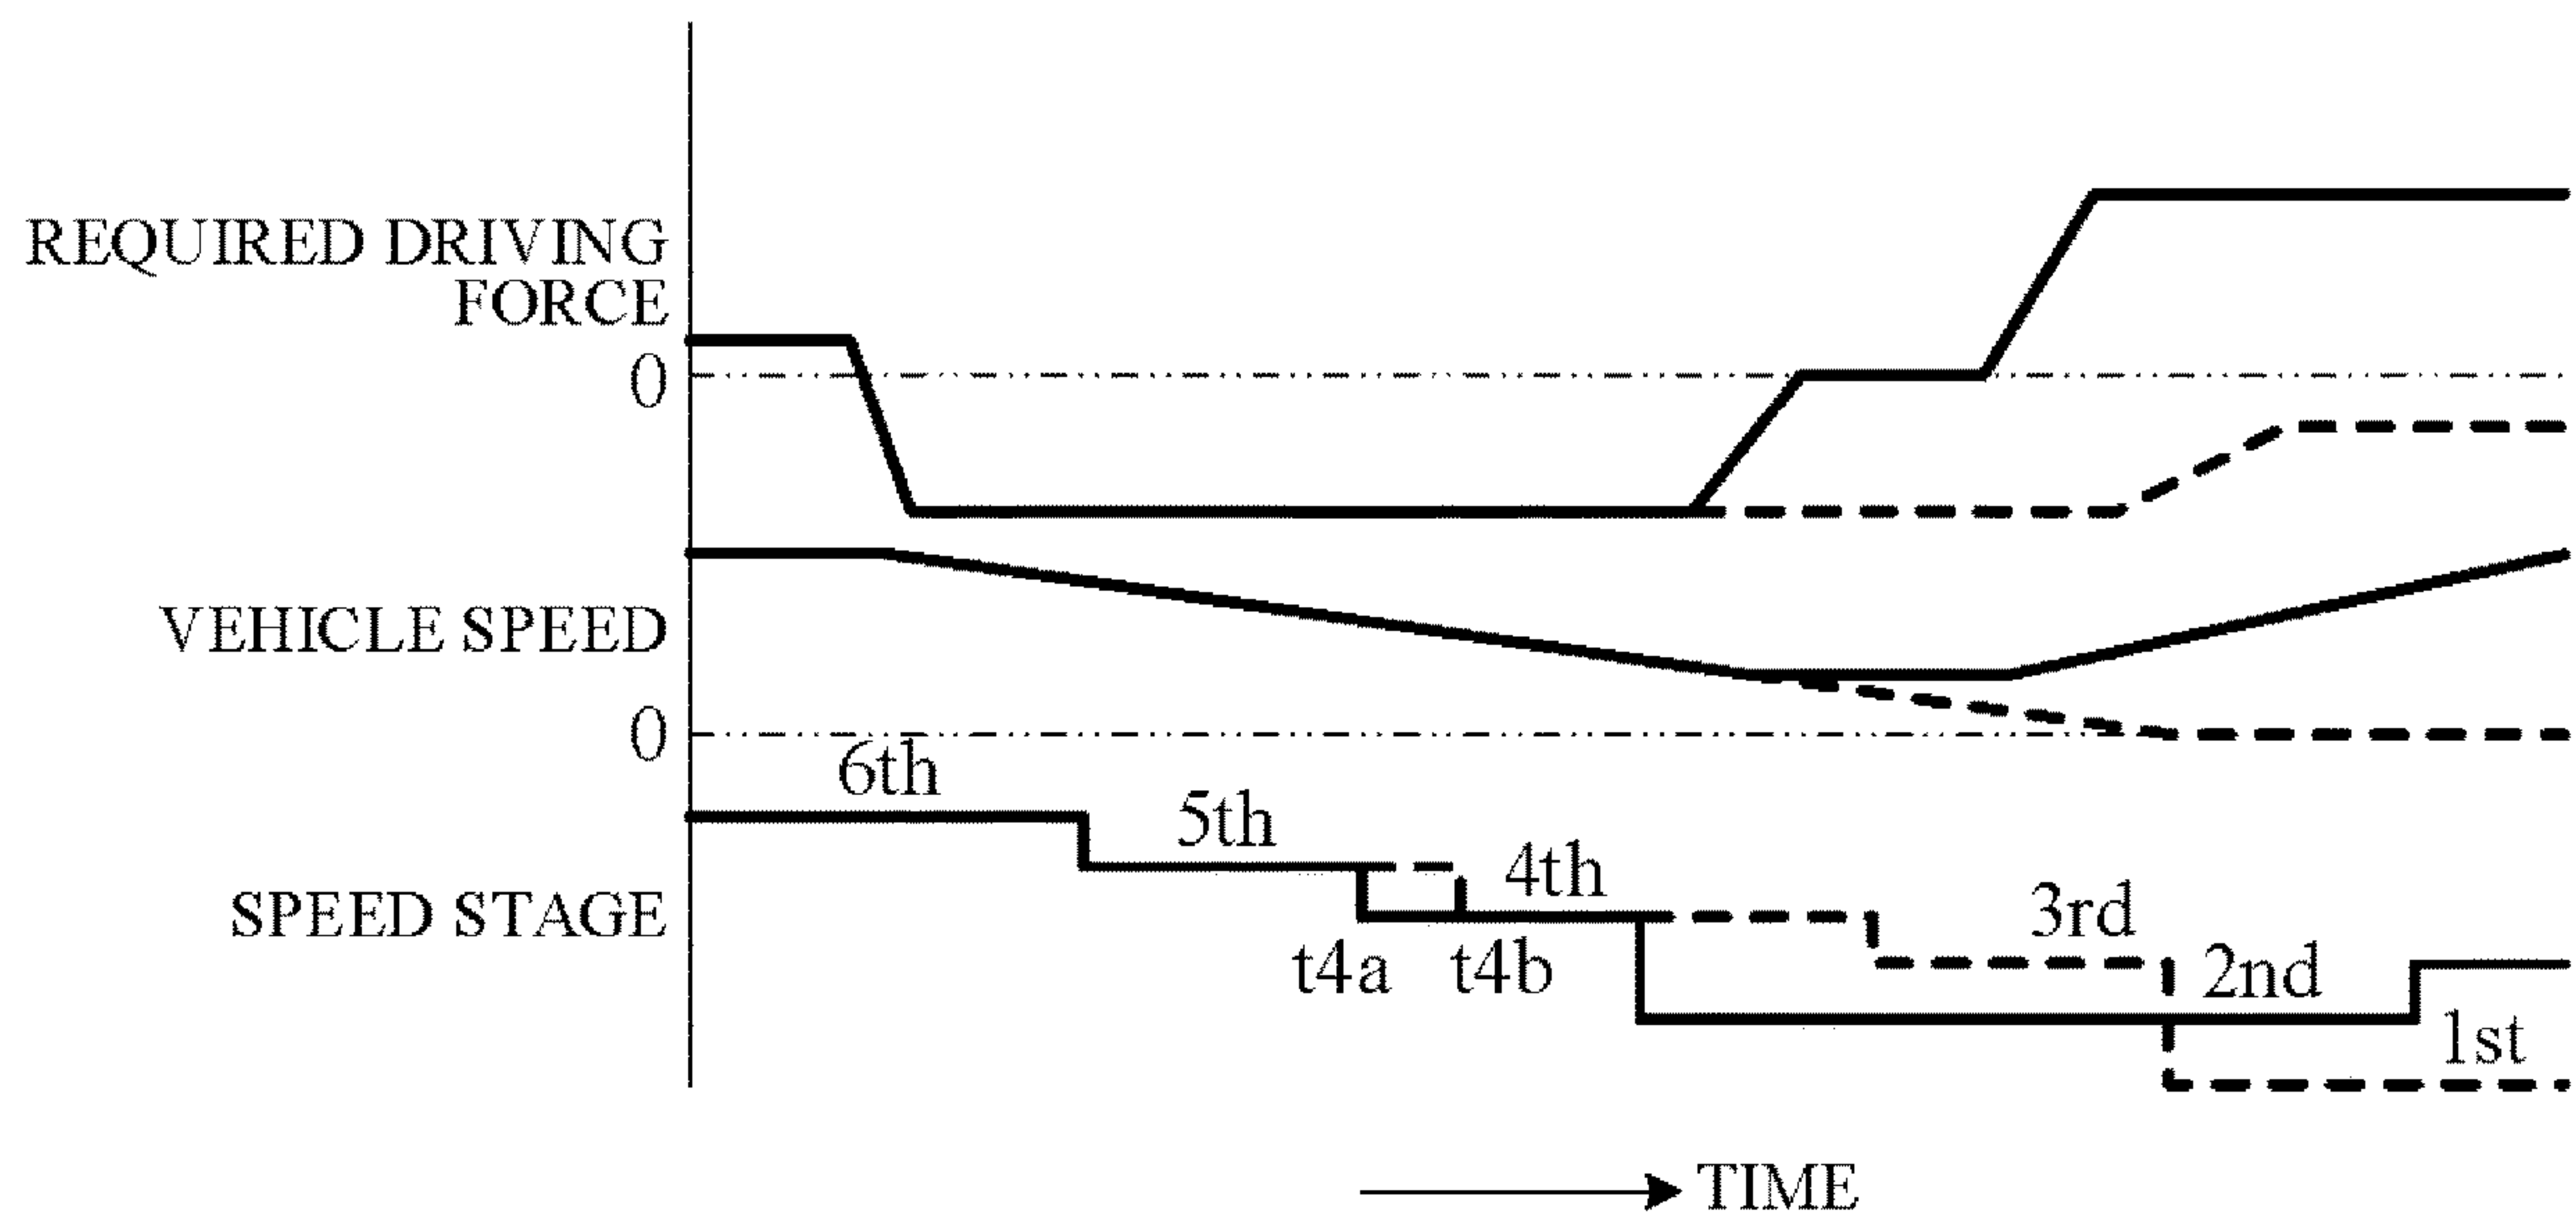 REQUIRED DRIVING
FORCE
0
VEHICLE SPEED
0
6th
5th
4th
3rd
2nd
1st
SPEED STAGE
t4a
t4b
TIME